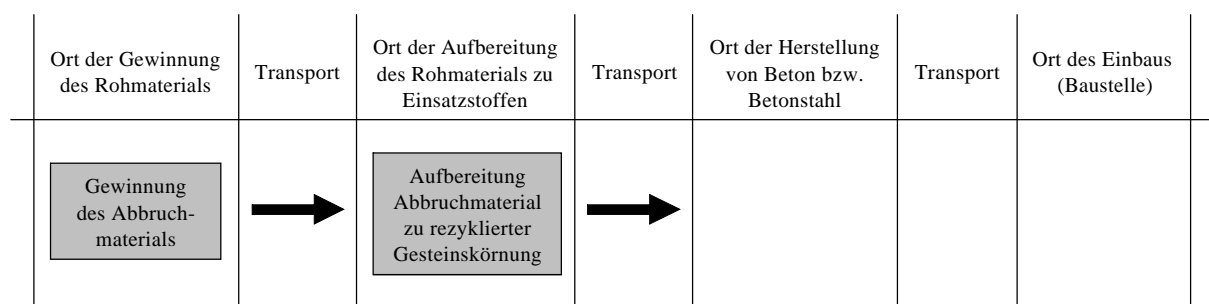 Ort der Gewinnung
des Rohmaterials
Transport
Ort der Aufbereitung
des Rohmaterials zu
Einsatzstoffen
Transport
Ort der Herstellung
von Beton bzw.
Betonstahl
Transport
Ort des Einbaus
(Baustelle)
Gewinnung
des Abbruch-
materials
Aufbereitung
Abbruchmaterial
zu rezyklierter
Gesteinskörnung